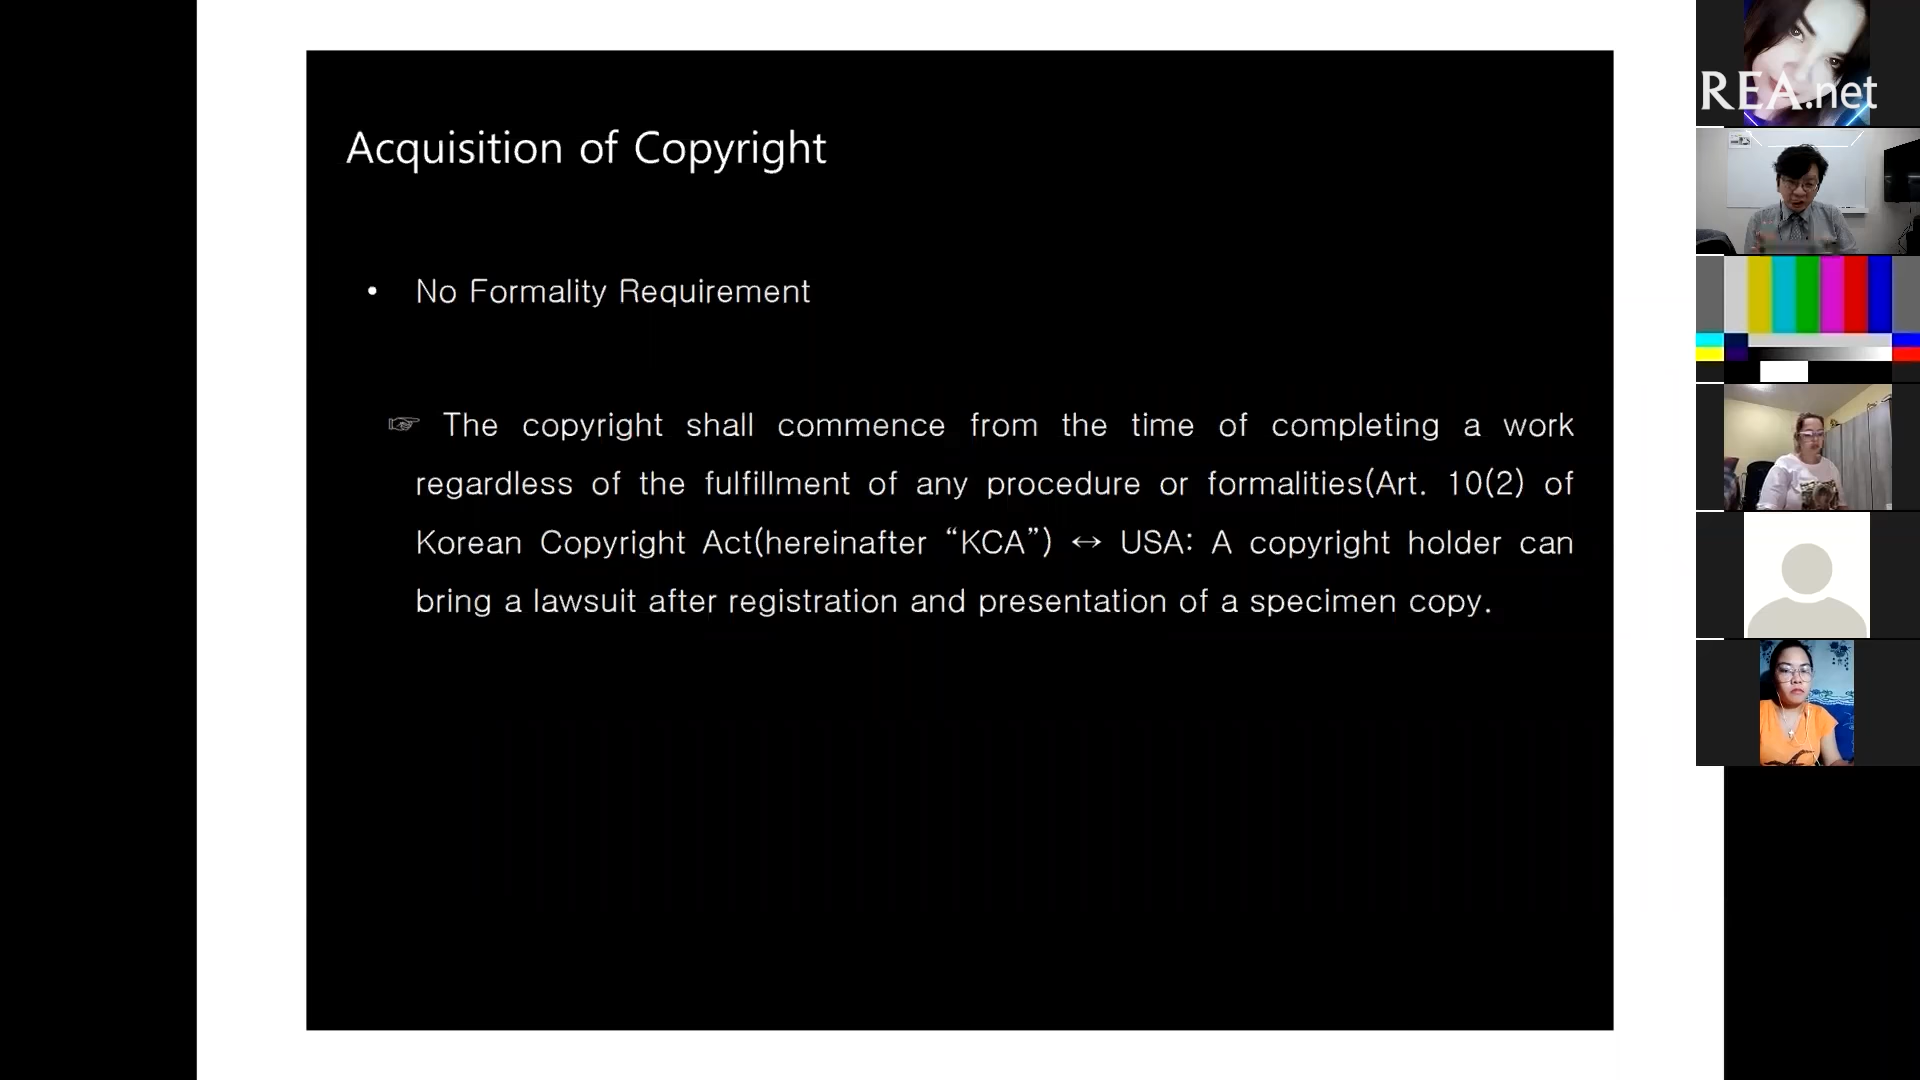 Acquisition of Copyright
• No Formality Requirement
☞ The copyright shall commence from the time of completing a work
regardless of the fulfillment of any procedure or formalities(Art. 10(2) of
Korean Copyright Act(hereinafter “KCA”) ↔ USA: A copyright holder can
bring a lawsuit after registration and presentation of a specimen copy.
REA.net